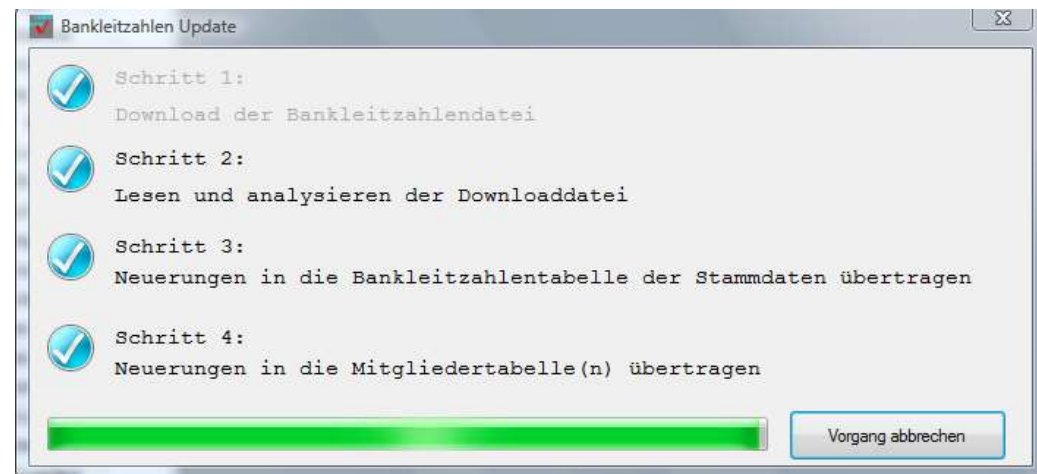 Bankleitzahlen Update
Schritt 1:
Download der Bankleitzahlendatei
Schritt 2:
Lesen und analysieren der Downloaddatei
Schritt 3:
Neuerungen in die Bankleitzahlentabelle der Stammdaten übertragen
Schritt 4:
Neuerungen in die Mitgliedertabelle(n) übertragen
Vorgang abbrechen